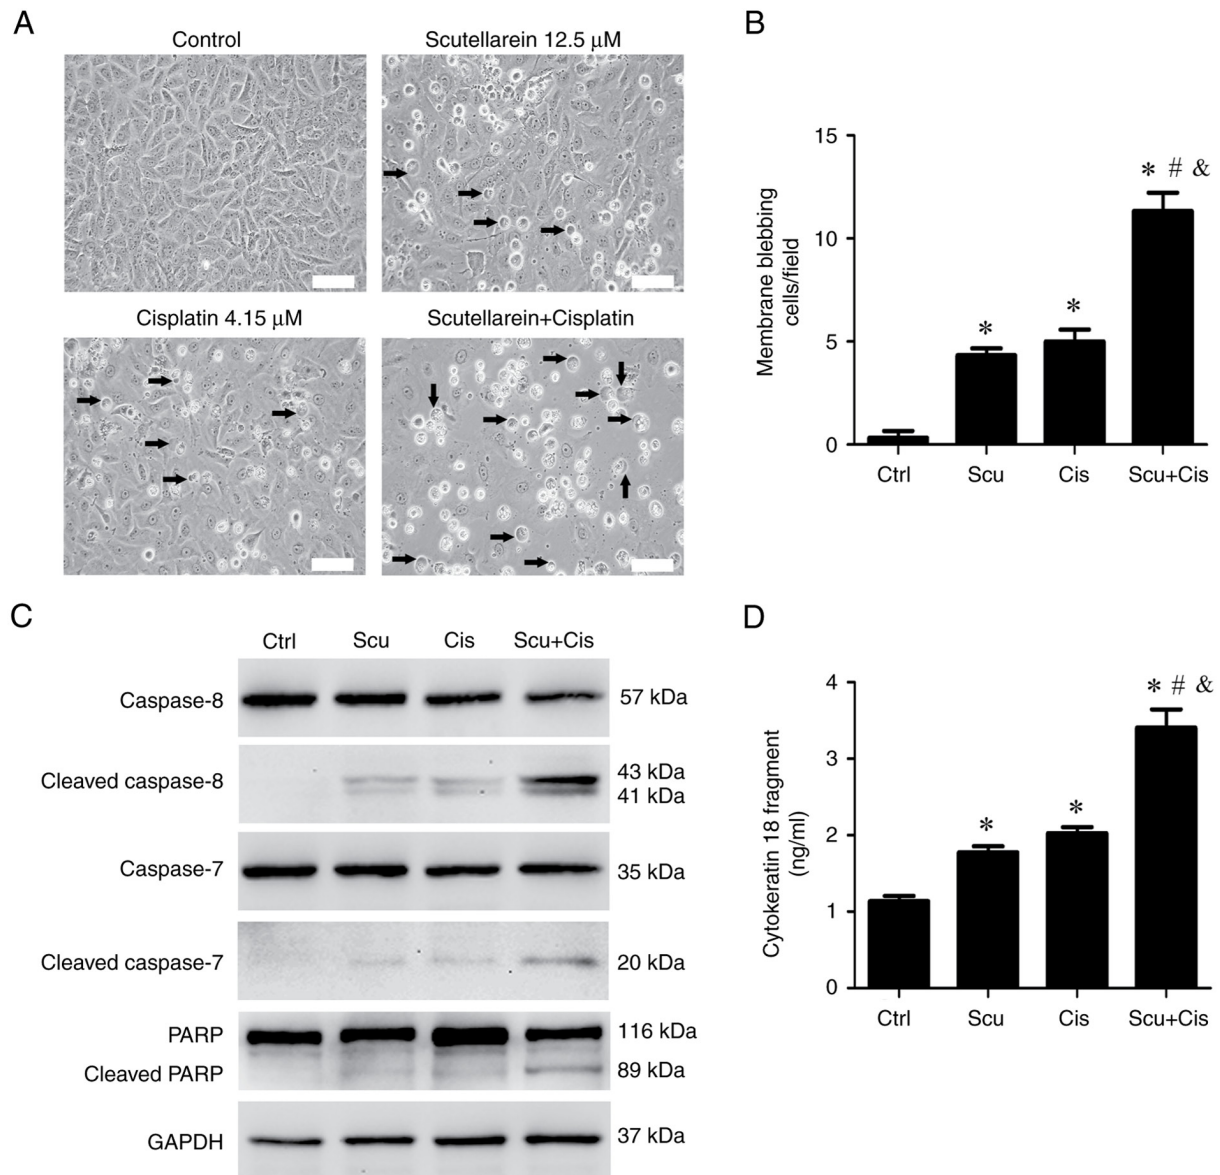 A
Control
Scutellarein 12.5 μM
Cisplatin 4.15 μM
Scutellarein+Cisplatin
B
Membrane blebbing
cells/field
15
10
5
0
*
*
* # &
Ctrl
Scu
Cis
Scu+Cis
C
Ctrl
Scu
Cis
Scu+Cis
Caspase-8
57 kDa
Cleaved caspase-8
43 kDa
41 kDa
Caspase-7
35 kDa
Cleaved caspase-7
20 kDa
PARP
116 kDa
Cleaved PARP
89 kDa
GAPDH
37 kDa
D
Cytokeratin 18 fragment
(ng/ml)
4
3
2
1
0
*
*
* # &
Ctrl
Scu
Cis
Scu+Cis